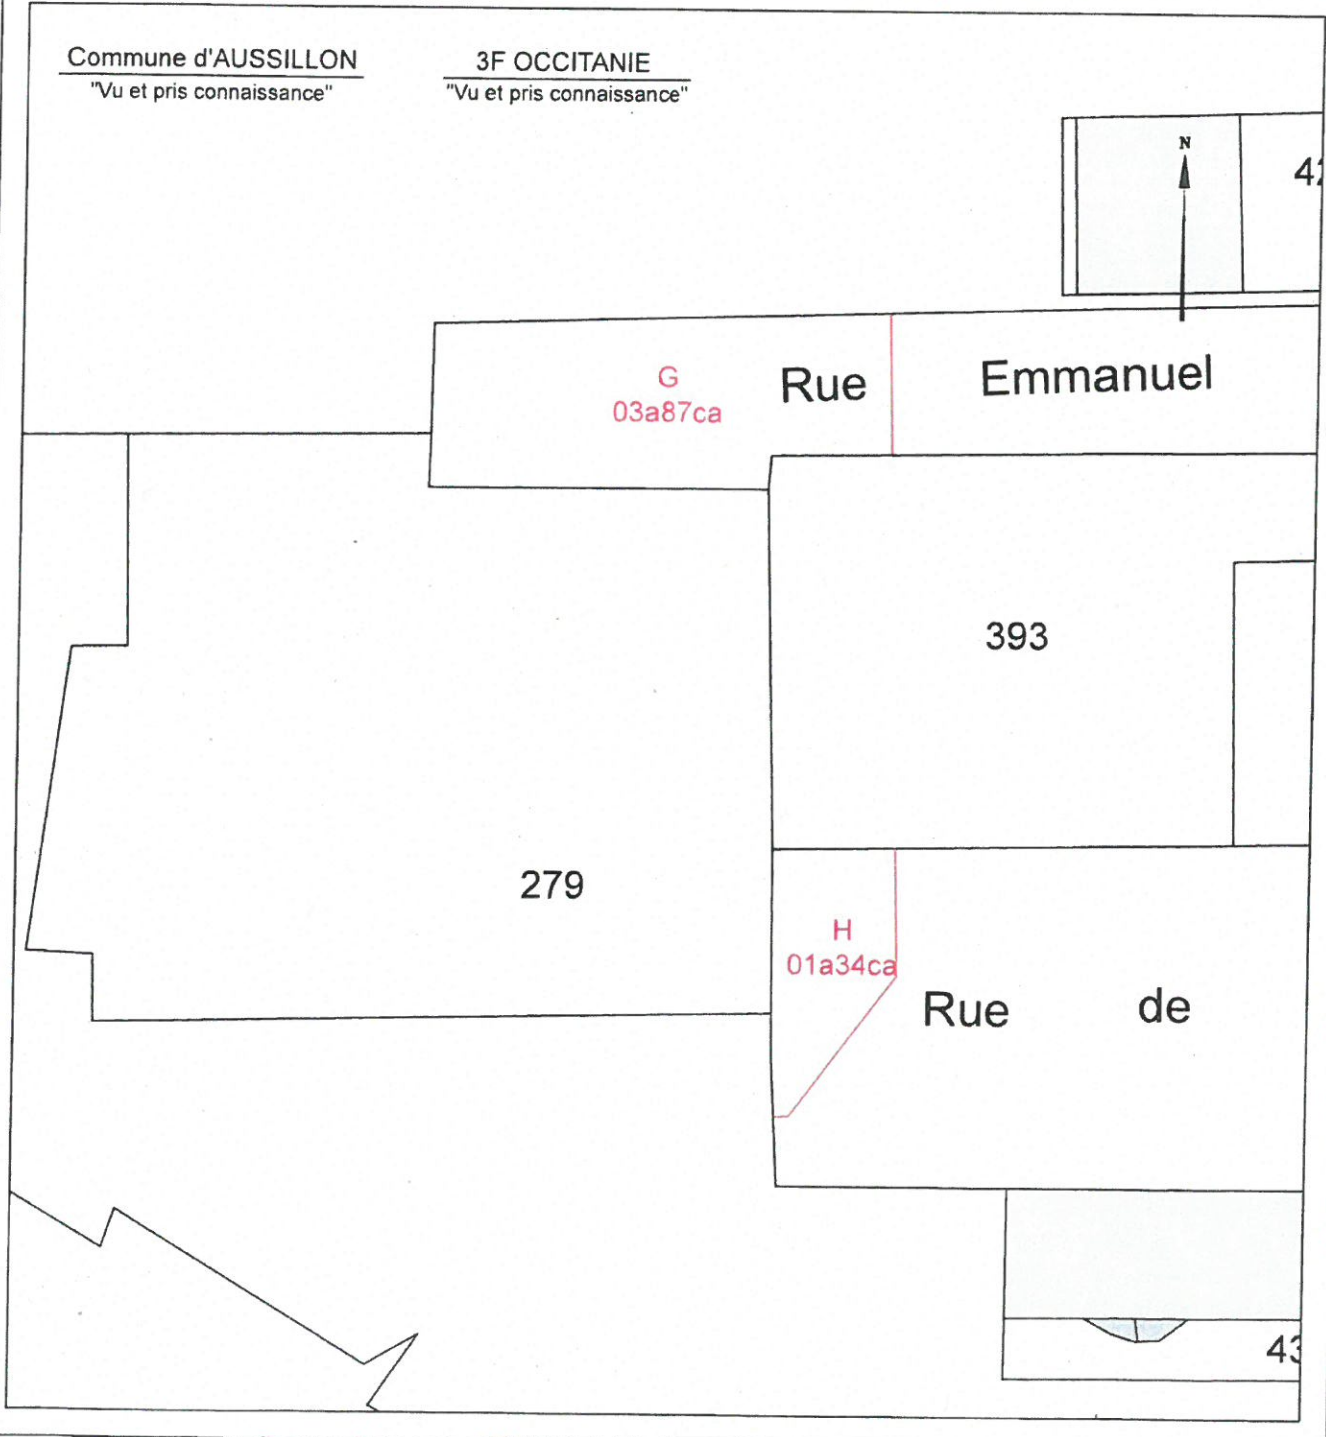 Commune d'AUSSILLON
"Vu et pris connaissance"
3F OCCITANIE
"Vu et pris connaissance"
N
G
03a87ca
Rue Emmanuel
393
279
H
01a34ca
Rue de